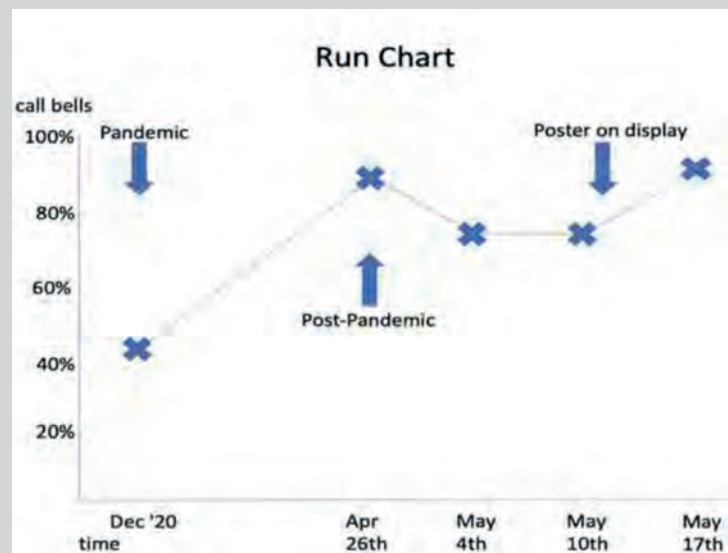 Run Chart
call bells
100%
Pandemic
Poster on display
80%
60%
Post-Pandemic
40%
20%
Dec '20
Apr 26th
May 4th
May 10th
May 17th
time